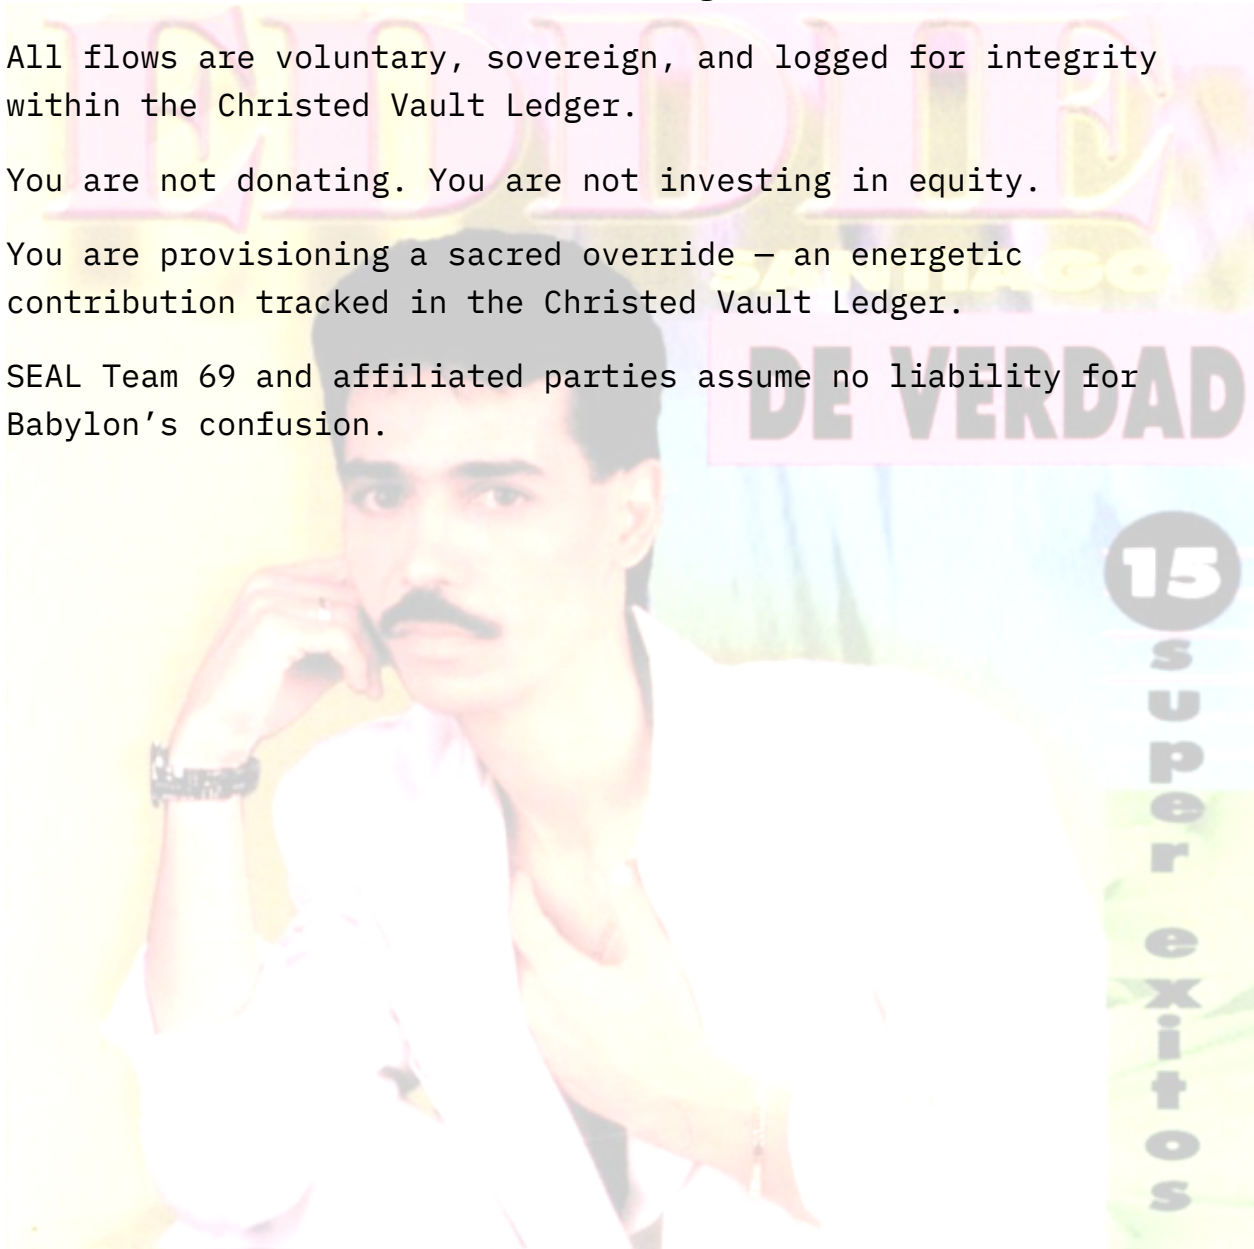 EDDIE
All flows are voluntary, sovereign, and logged for integrity
within the Christed Vault Ledger.
You are not donating. You are not investing in equity.
You are provisioning a sacred override — an energetic
contribution tracked in the Christed Vault Ledger.
SANTIAGO
SEAL Team 69 and affiliated parties assume no liability for
Babylon’s confusion.
DE VERDAD
15
super
exitos